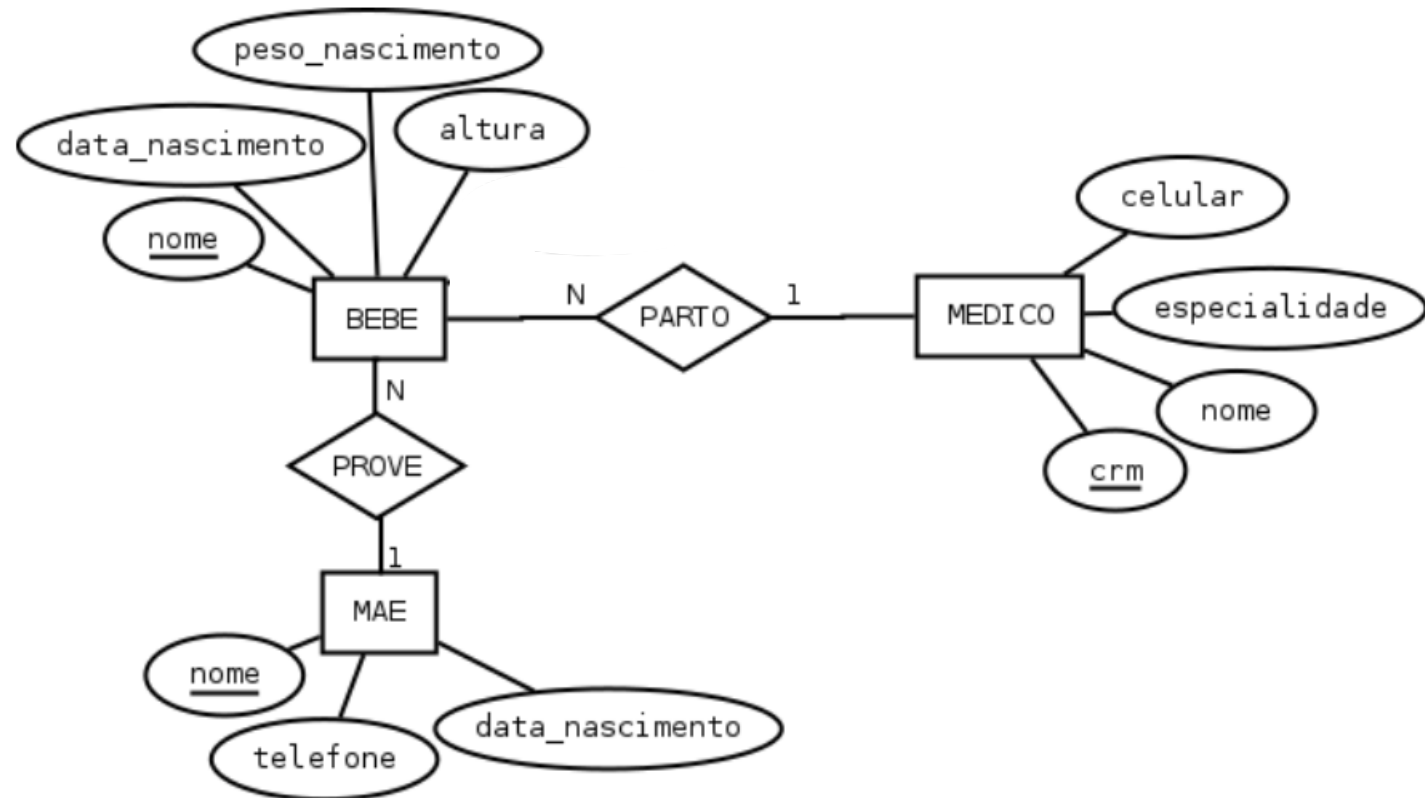 peso_nascimento
altura
data_nascimento
nome
BEBE
N
PARTO
1
MEDICO
celular
especialidade
nome
crm
N
PROVE
1
MAE
nome
telefone
data_nascimento